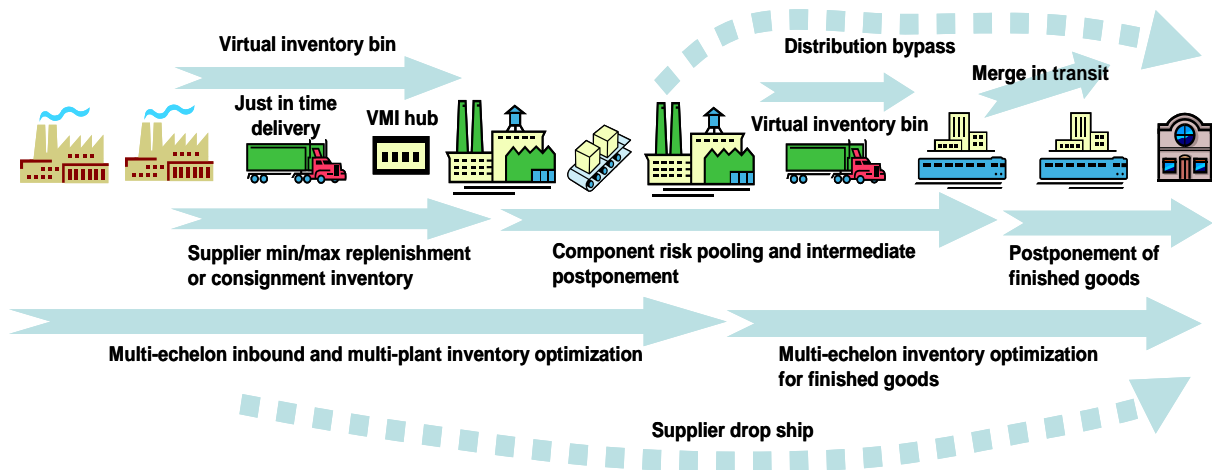 Virtual inventory bin
Distribution bypass
Merge in transit
Just in time
delivery
VMI hub
Virtual inventory bin
Supplier min/max replenishment
or consignment inventory
Component risk pooling and intermediate
postponement
Postponement of
finished goods
Multi-echelon inbound and multi-plant inventory optimization
Multi-echelon inventory optimization
for finished goods
Supplier drop ship